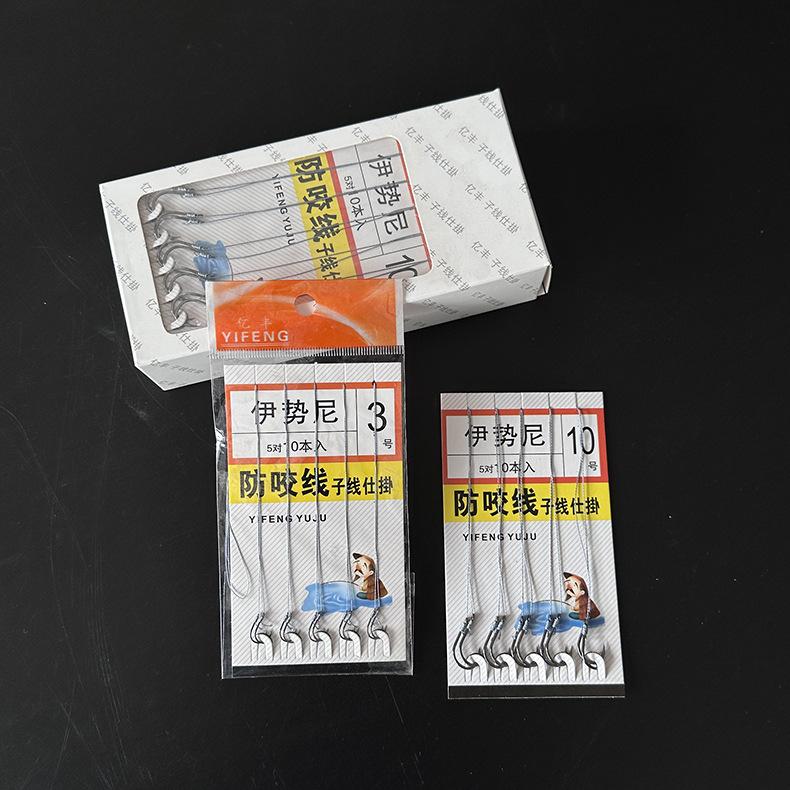 亿丰 子线仕掛
伊势尼
10
5对10本入
防咬线 子线仕掛
YIFENG YUJU
亿丰
YIFENG
伊势尼
3
号
5对10本入
防咬线 子线仕掛
YIFENG YUJU
伊势尼
10
号
5对10本入
防咬线 子线仕掛
YIFENG YUJU